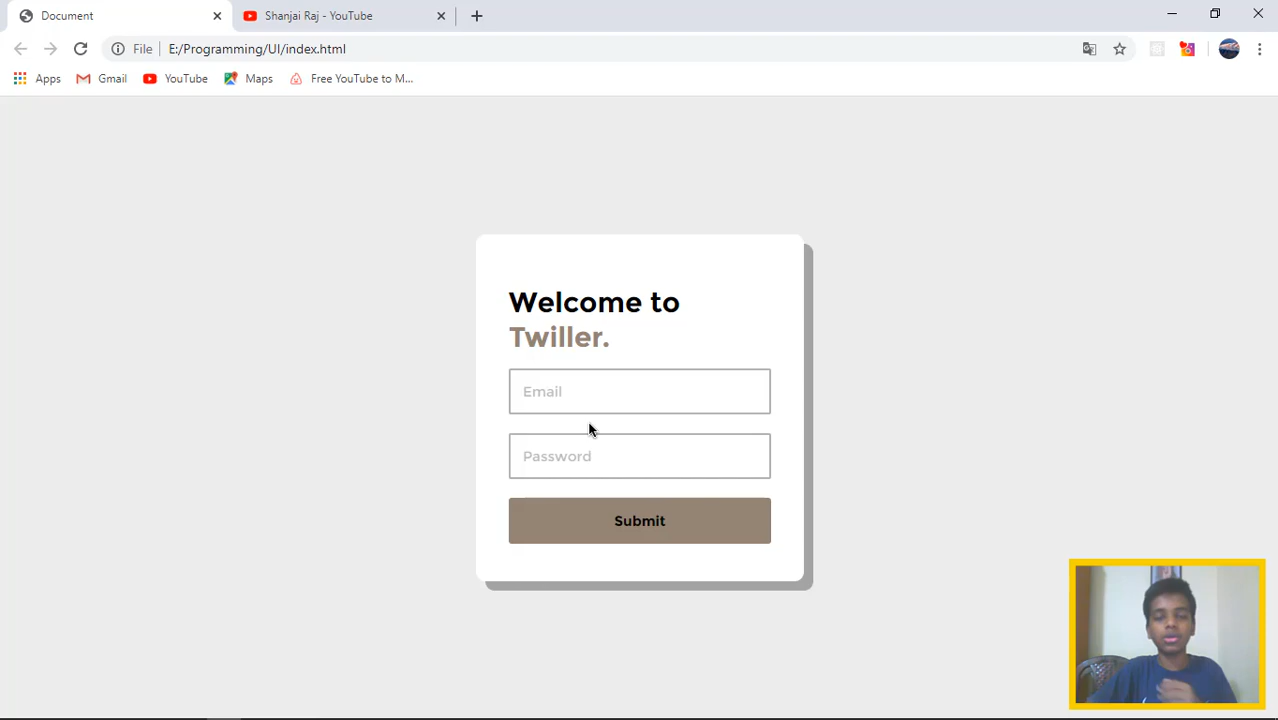 Document
Shanjai Raj - YouTube
File
E:/Programming/UI/index.html
Apps
Gmail
YouTube
Maps
Free YouTube to M...
Welcome to
Twiller.
Email
Password
Submit